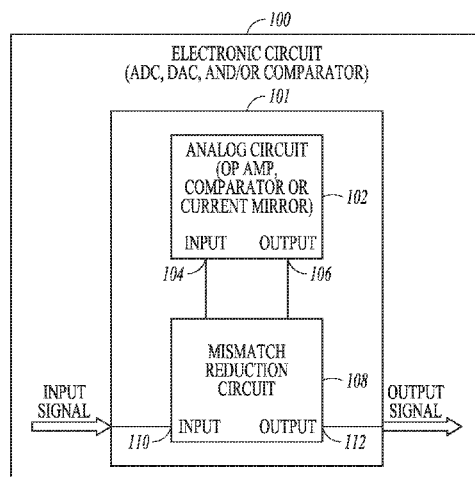 100
ELECTRONIC CIRCUIT
(ADC, DAC, AND/OR COMPARATOR)
101
ANALOG CIRCUIT
(OP AMP,
COMPARATOR OR
CURRENT MIRROR)
102
INPUT OUTPUT
104 106
MISMATCH
REDUCTION
CIRCUIT
108
INPUT
SIGNAL
OUTPUT
SIGNAL
INPUT OUTPUT
110 112